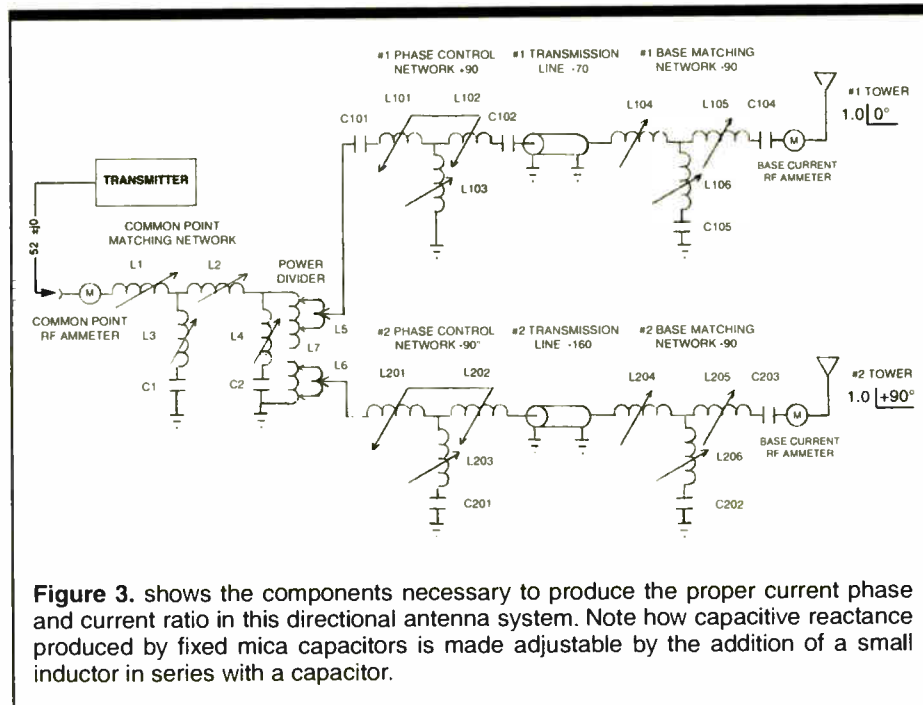 #1 PHASE CONTROL NETWORK +90
#1 TRANSMISSION LINE -70
#1 BASE MATCHING NETWORK -90
L101
L102
C101
C102
L103
L104
L105
C104
L106
C105
M
BASE CURRENT RF AMMETER
#1 TOWER
1.0 0°
TRANSMITTER
52 ±j0
COMMON POINT MATCHING NETWORK
L1
L2
M
COMMON POINT RF AMMETER
L3
L4
C1
C2
POWER DIVIDER
L5
L7
L6
#2 PHASE CONTROL NETWORK -90°
#2 TRANSMISSION LINE -160
#2 BASE MATCHING NETWORK -90
L201
L202
L203
C201
L204
L205
C203
L206
C202
M
BASE CURRENT RF AMMETER
#2 TOWER
1.0 +90°
Figure 3. shows the components necessary to produce the proper current phase
and current ratio in this directional antenna system. Note how capacitive reactance
produced by fixed mica capacitors is made adjustable by the addition of a small
inductor in series with a capacitor.